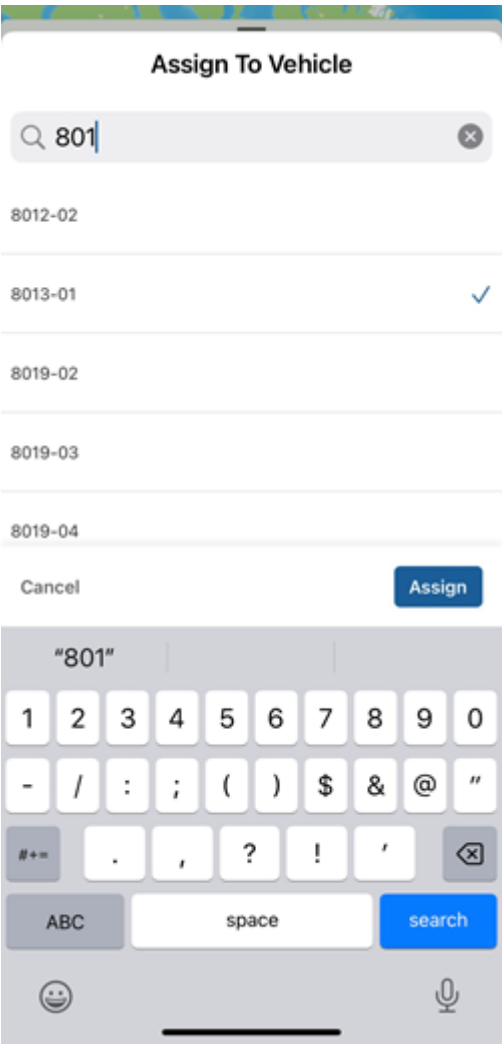 Assign To Vehicle
801
8012-02
8013-01
8019-02
8019-03
8019-04
Cancel Assign
"801"
1 2 3 4 5 6 7 8 9 0
- / : ; ( ) $ & @ "
#+= . , ? ! '
ABC space search